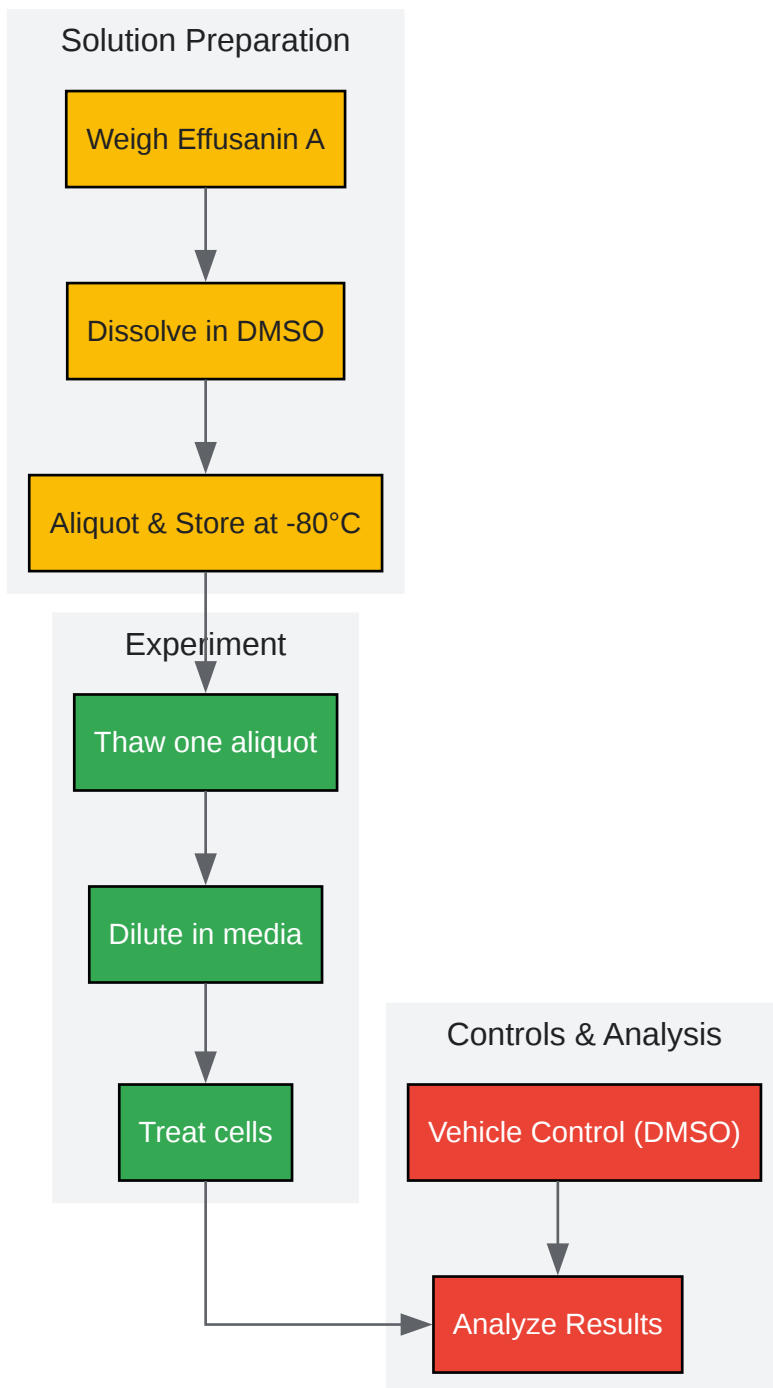 Solution Preparation
Weigh Effusanin A
Dissolve in DMSO
Aliquot & Store at -80°C
Experiment
Thaw one aliquot
Dilute in media
Treat cells
Controls & Analysis
Vehicle Control (DMSO)
Analyze Results